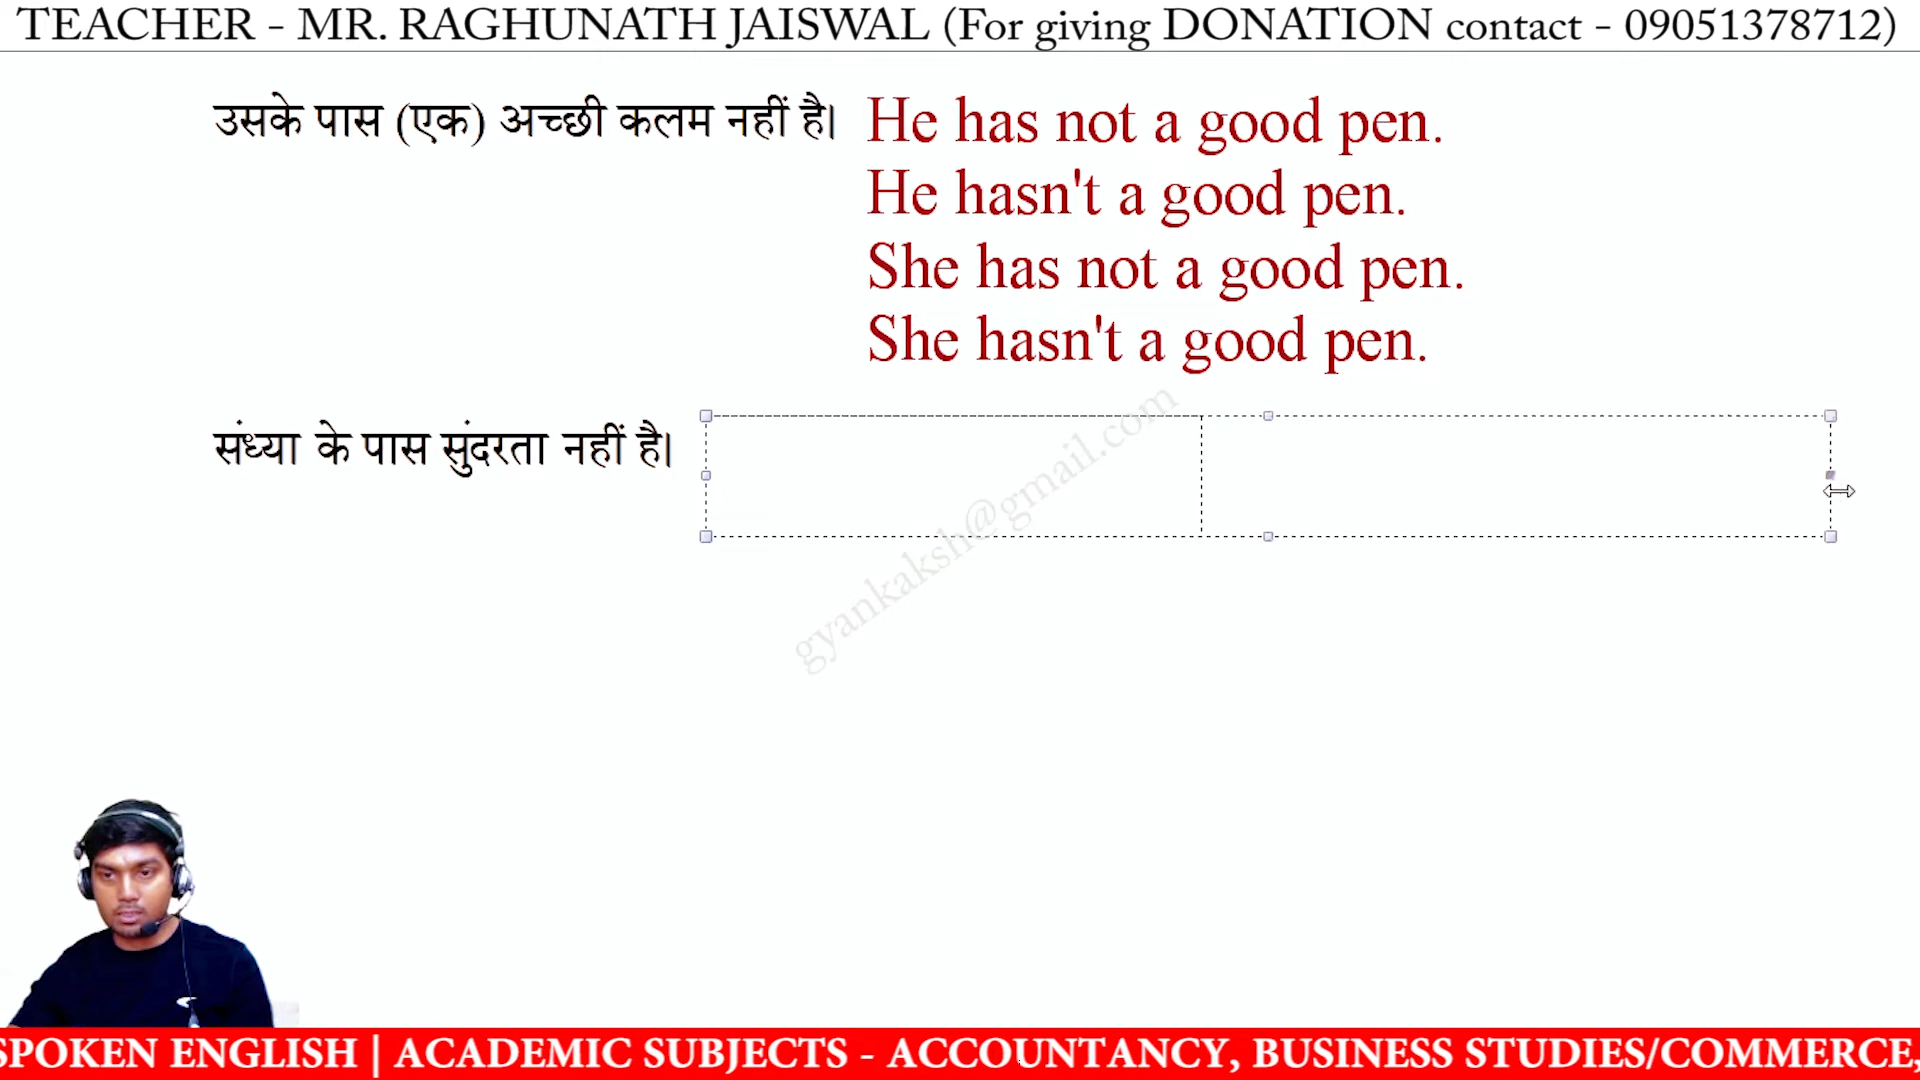 TEACHER - MR. RAGHUNATH JAISWAL (For giving DONATION contact - 09051378712)
उसके पास (एक) अच्छी कलम नहीं है। He has not a good pen.
He hasn't a good pen.
She has not a good pen.
She hasn't a good pen.
संध्या के पास सुंदरता नहीं है।
gyankaksh@gmail.com
SPOKEN ENGLISH | ACADEMIC SUBJECTS - ACCOUNTANCY, BUSINESS STUDIES/COMMERCE,